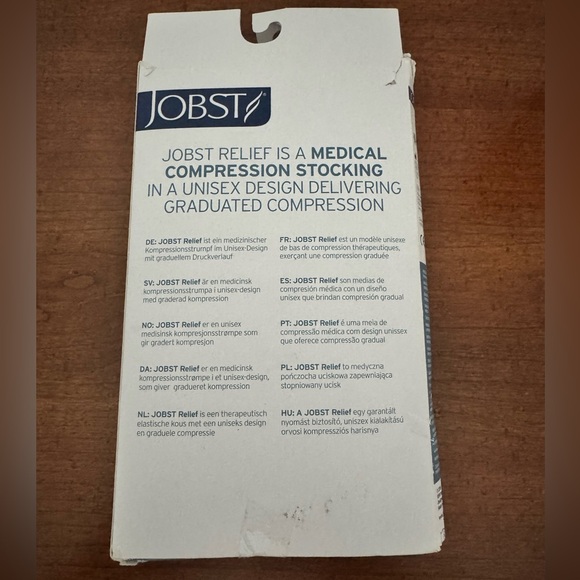 JOBST
JOBST RELIEF IS A MEDICAL
COMPRESSION STOCKING
IN A UNISEX DESIGN DELIVERING
GRADUATED COMPRESSION
DE: JOBST Relief ist ein medizinischer
Kompressionsstrumpf im Unisex-Design
mit graduellem Druckverlauf
SV: JOBST Relief är en medicinsk
kompressionsstrumpa i unisex-design
med graderad kompression
NO: JOBST Relief er en unisex
medisinsk kompresjonsstrømpe som
gir gradert kompresjon
DA: JOBST Relief er en medicinsk
kompressionsstrømpe i et unisex-design,
som giver gradueret kompression
NL: JOBST Relief is een therapeutisch
elastische kous met een uniseks design
en graduele compressie
FR: JOBST Relief est un modèle unisexe
de bas de compression thérapeutiques,
exerçant une compression graduée
ES: JOBST Relief son medias de
compresión médica con un diseño
unisex que brindan compresión gradual
PT: JOBST Relief é uma meia de
compressão médica com design unissex
que oferece compressão gradual
PL: JOBST Relief to medyczna
pończocha uciskowa zapewniająca
stopniowany ucisk
HU: A JOBST Relief egy garantált
nyomást biztosító, uniszex kialakítású
orvosi kompressziós harisnya